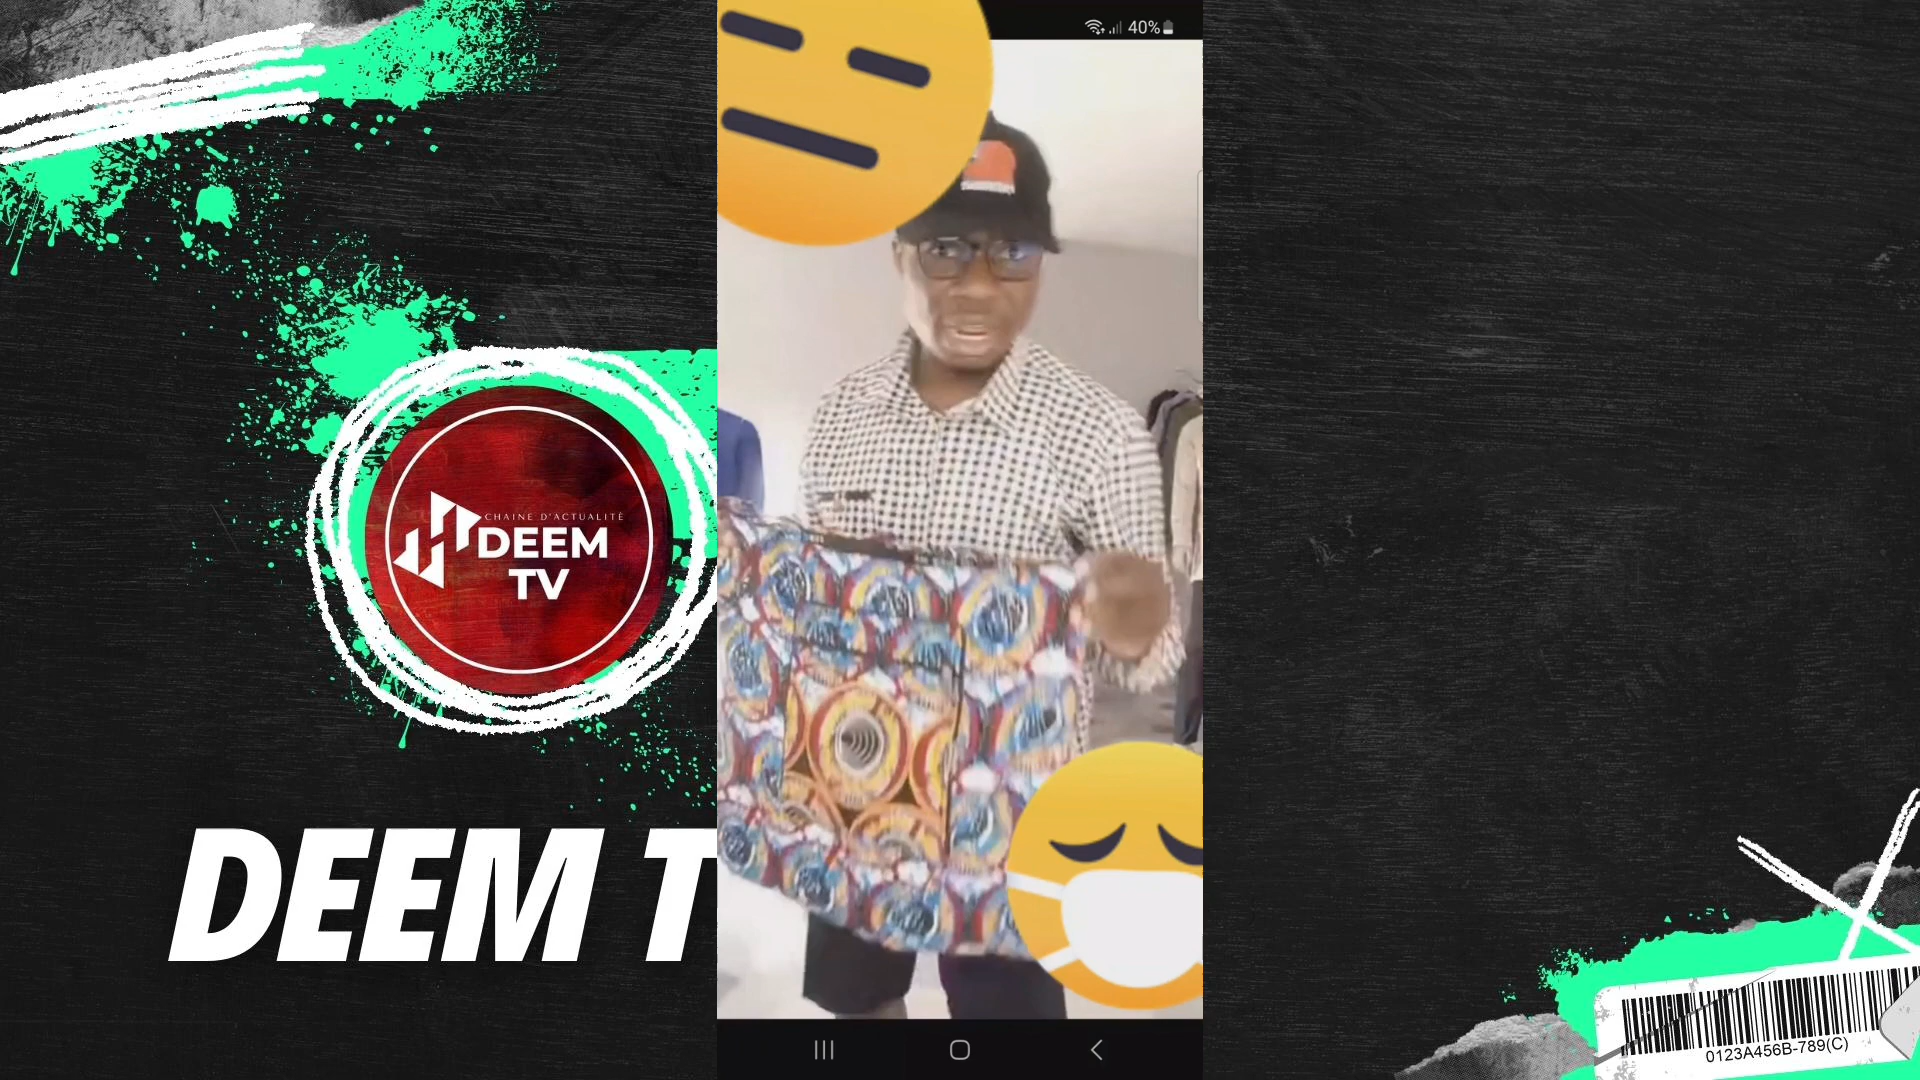 40%
CHAINE D'ACTUALITÉ
DEEM
TV
DEEM T
0123A456B-789(C)